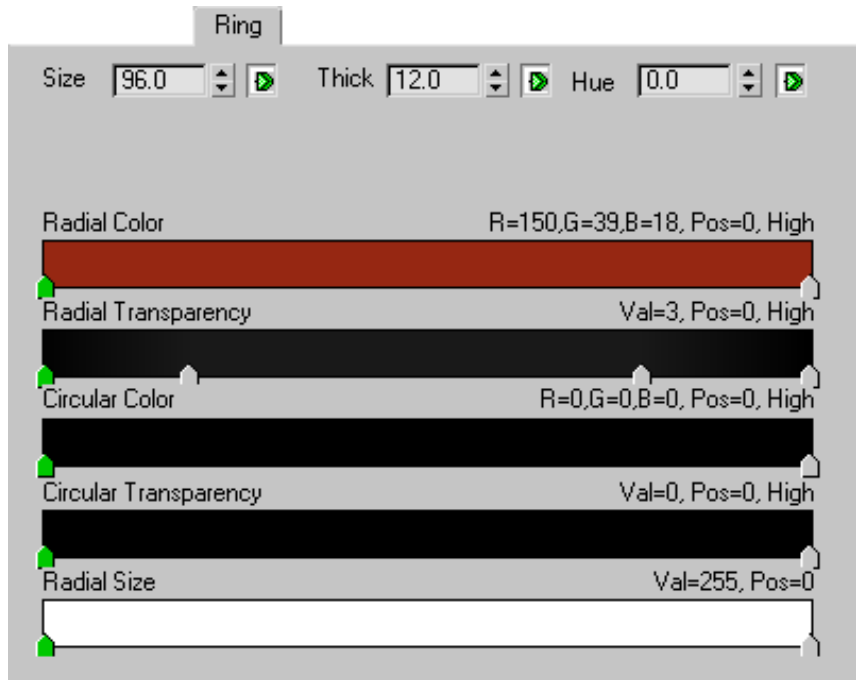 Ring
Size 96.0 Thick 12.0 Hue 0.0
Radial Color R=150,G=39,B=18, Pos=0, High
Radial Transparency Val=3, Pos=0, High
Circular Color R=0,G=0,B=0, Pos=0, High
Circular Transparency Val=0, Pos=0, High
Radial Size Val=255, Pos=0